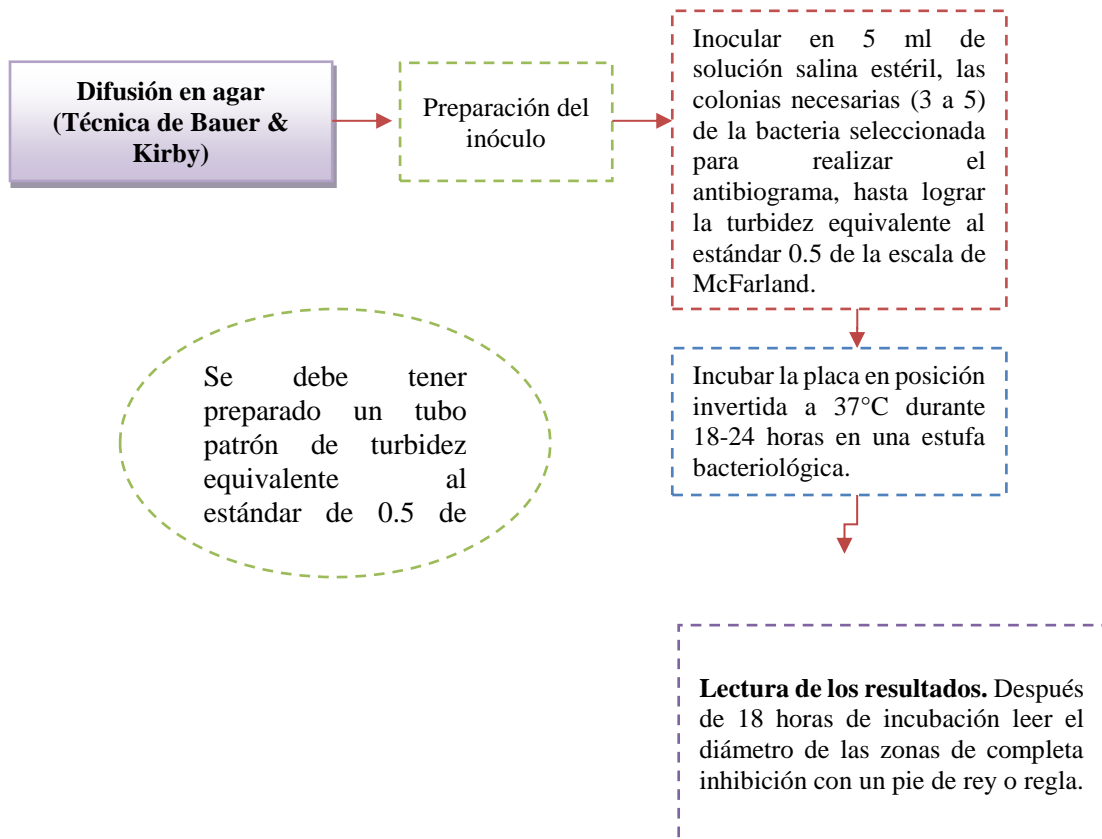 Difusión en agar
(Técnica de Bauer &
Kirby)
Preparación del
inóculo
Inocular en 5 ml de
solución salina estéril, las
colonias necesarias (3 a 5)
de la bacteria seleccionada
para realizar el
antibiograma, hasta lograr
la turbidez equivalente al
estándar 0.5 de la escala de
McFarland.
Se debe tener
preparado un tubo
patrón de turbidez
equivalente al
estándar de 0.5 de
Incubar la placa en posición
invertida a 37°C durante
18-24 horas en una estufa
bacteriológica.
Lectura de los resultados. Después
de 18 horas de incubación leer el
diámetro de las zonas de completa
inhibición con un pie de rey o regla.